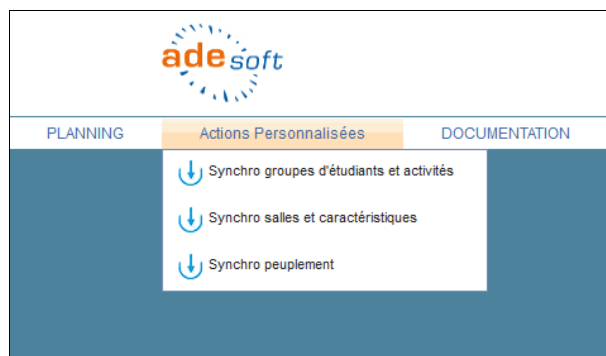 adesoft
PLANNING Actions Personnalisées DOCUMENTATION
Synchro groupes d'étudiants et activités
Synchro salles et caractéristiques
Synchro peuplement